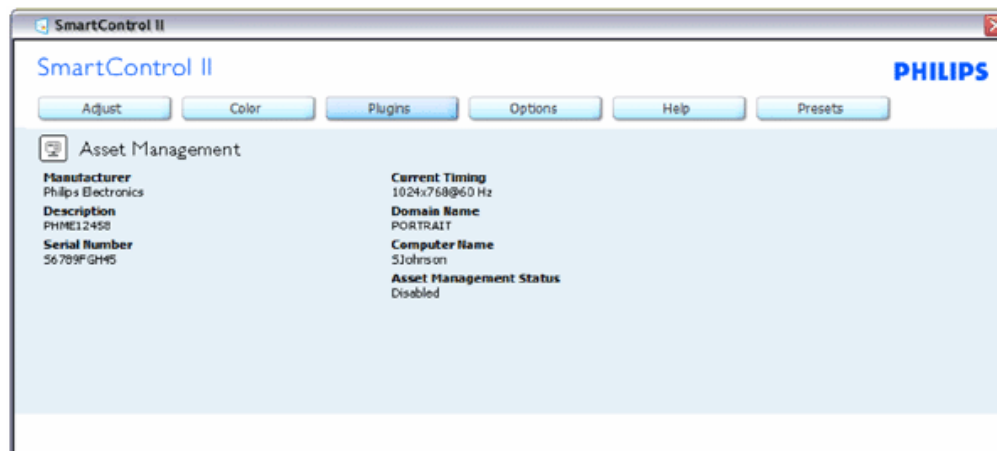 SmartControl II
SmartControl II
PHILIPS
Adjust
Color
Plugins
Options
Help
Presets
Asset Management
Manufacturer
Philips Electronics
Description
PHME12458
Serial Number
56789FGH45
Current Timing
1024x768@60 Hz
Domain Name
PORTRAIT
Computer Name
SJohnson
Asset Management Status
Disabled